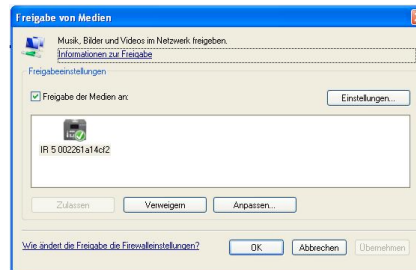 Freigabe von Medien
Musik, Bilder und Videos im Netzwerk freigeben.
Informationen zur Freigabe
Freigabeeinstellungen
Freigabe der Medien an:
Einstellungen...
IR 5 002261a14cf2
Zulassen
Verweigern
Anpassen...
Wie ändert die Freigabe die Firewalleinstellungen?
OK
Abbrechen
Übernehmen